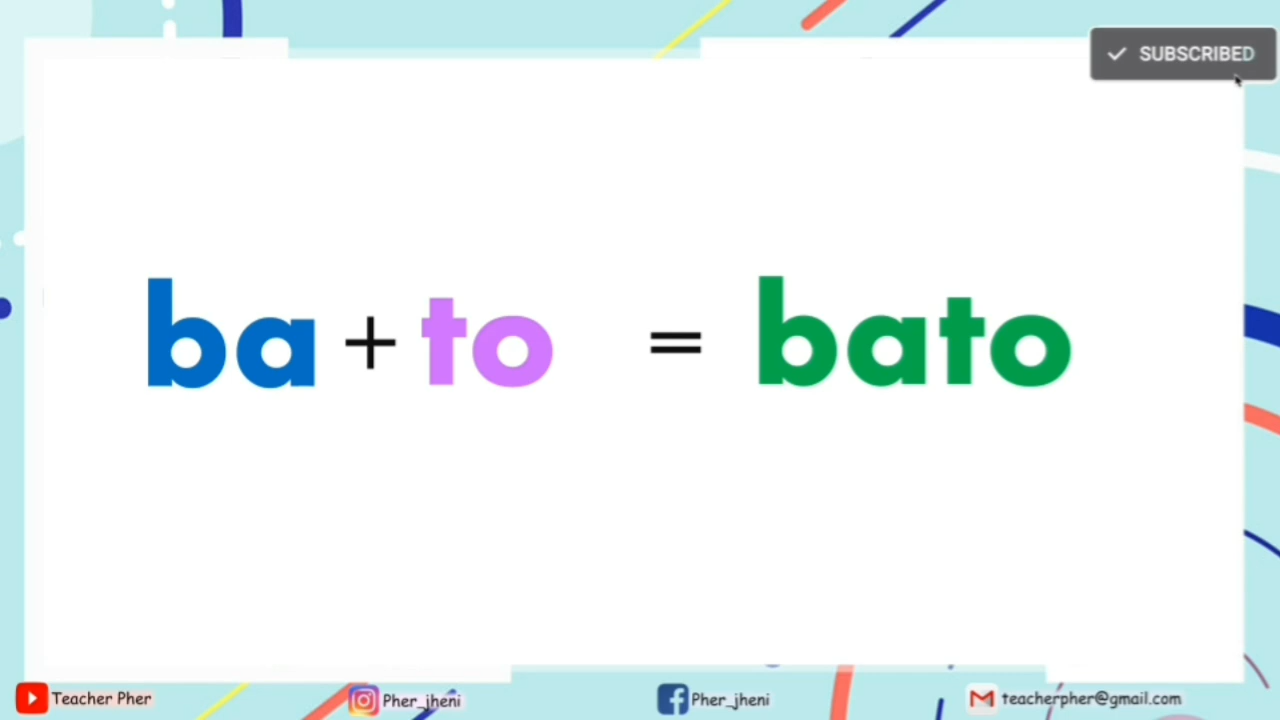 SUBSCRIBED
ba + to = bato
Teacher Pher Pher_jheni Pher_jheni teacherpher@gmail.com